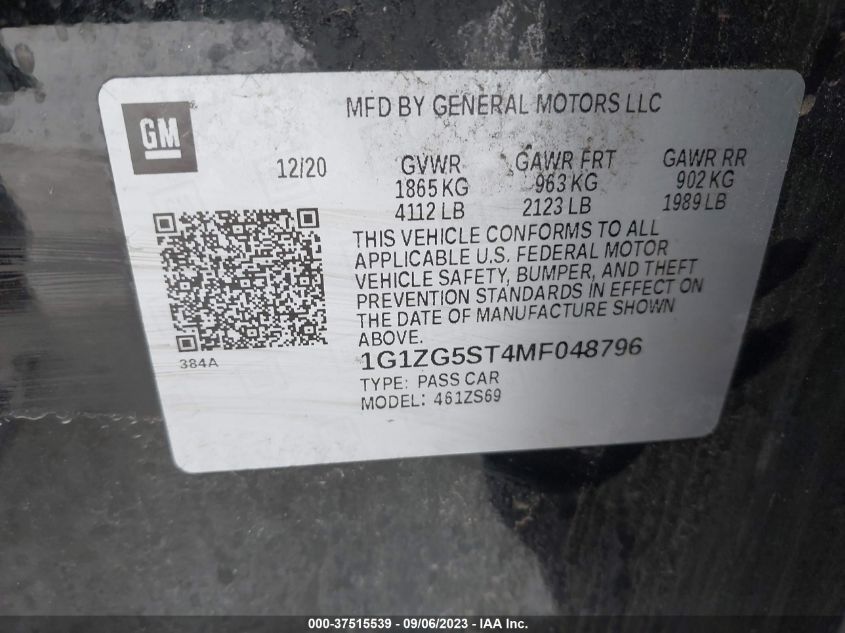 MFD BY GENERAL MOTORS LLC
GM
12/20 GVWR GAWR FRT GAWR RR
1865 KG 963 KG 902 KG
4112 LB 2123 LB 1989 LB
THIS VEHICLE CONFORMS TO ALL
APPLICABLE U.S. FEDERAL MOTOR
VEHICLE SAFETY, BUMPER, AND THEFT
PREVENTION STANDARDS IN EFFECT ON
THE DATE OF MANUFACTURE SHOWN
ABOVE.
384A
1G1ZG5ST4MF048796
TYPE: PASS CAR
MODEL: 461ZS69
000-37515539 - 09/06/2023 - IAA Inc.